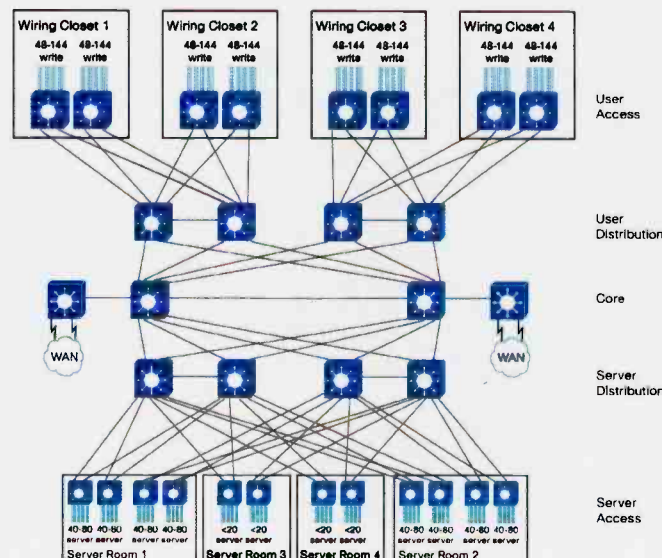 Wiring Closet 1
48-144 48-144
write write
Wiring Closet 2
48-144 48-144
write write
Wiring Closet 3
48-144 48-144
write write
Wiring Closet 4
48-144 48-144
write write
User
Access
User
Distribution
Core
WAN
WAN
Server
Distribution
Server
Access
40-80 40-80 40-80 40-80
server server server server
Server Room 1
<20 <20
server server
Server Room 3
<20 <20
server server
Server Room 4
40-80 40-80 40-80 40-80
server server server server
Server Room 2